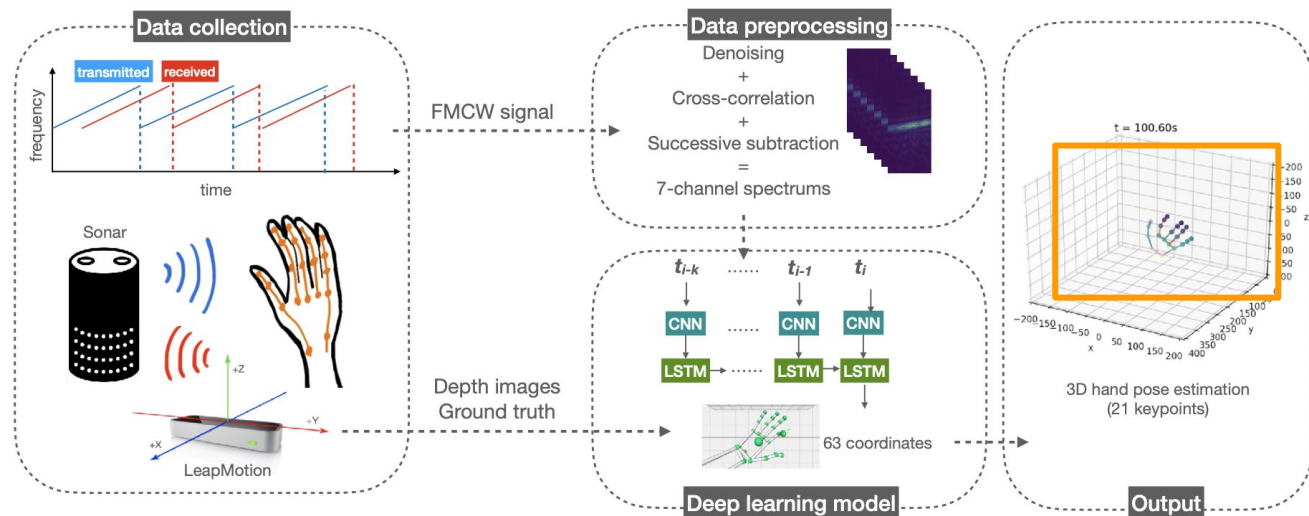 Data collection
transmitted
received
frequency
time
Sonar
+Z
+Y
+X
LeapMotion
FMCW signal
Depth images
Ground truth
Data preprocessing
Denoising
+
Cross-correlation
+
Successive subtraction
=
7-channel spectrums
t_{i-k} ...... t_{i-1} t_i
CNN ...... CNN CNN
LSTM ...... LSTM LSTM
63 coordinates
Deep learning model
t = 100.60s
-200
-150
-100
-50
0
50
100
150
z
-200 -150 -100 -50 0 50 100 150 200
x
400
350
300
250
200
150
100
50
y
3D hand pose estimation
(21 keypoints)
Output